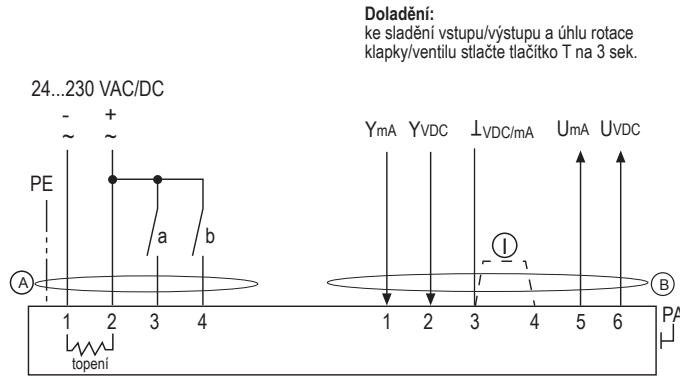 Doladění:
ke sladění vstupu/výstupu a úhlu rotace
klapky/ventilu stlačte tlačítko T na 3 sek.
24...230 VAC/DC
- +
~ ~
YmA YVDC ⊥VDC/mA UmA UVDC
PE
a b
I
A
B
1 2 3 4 1 2 3 4 5 6
PA
topení